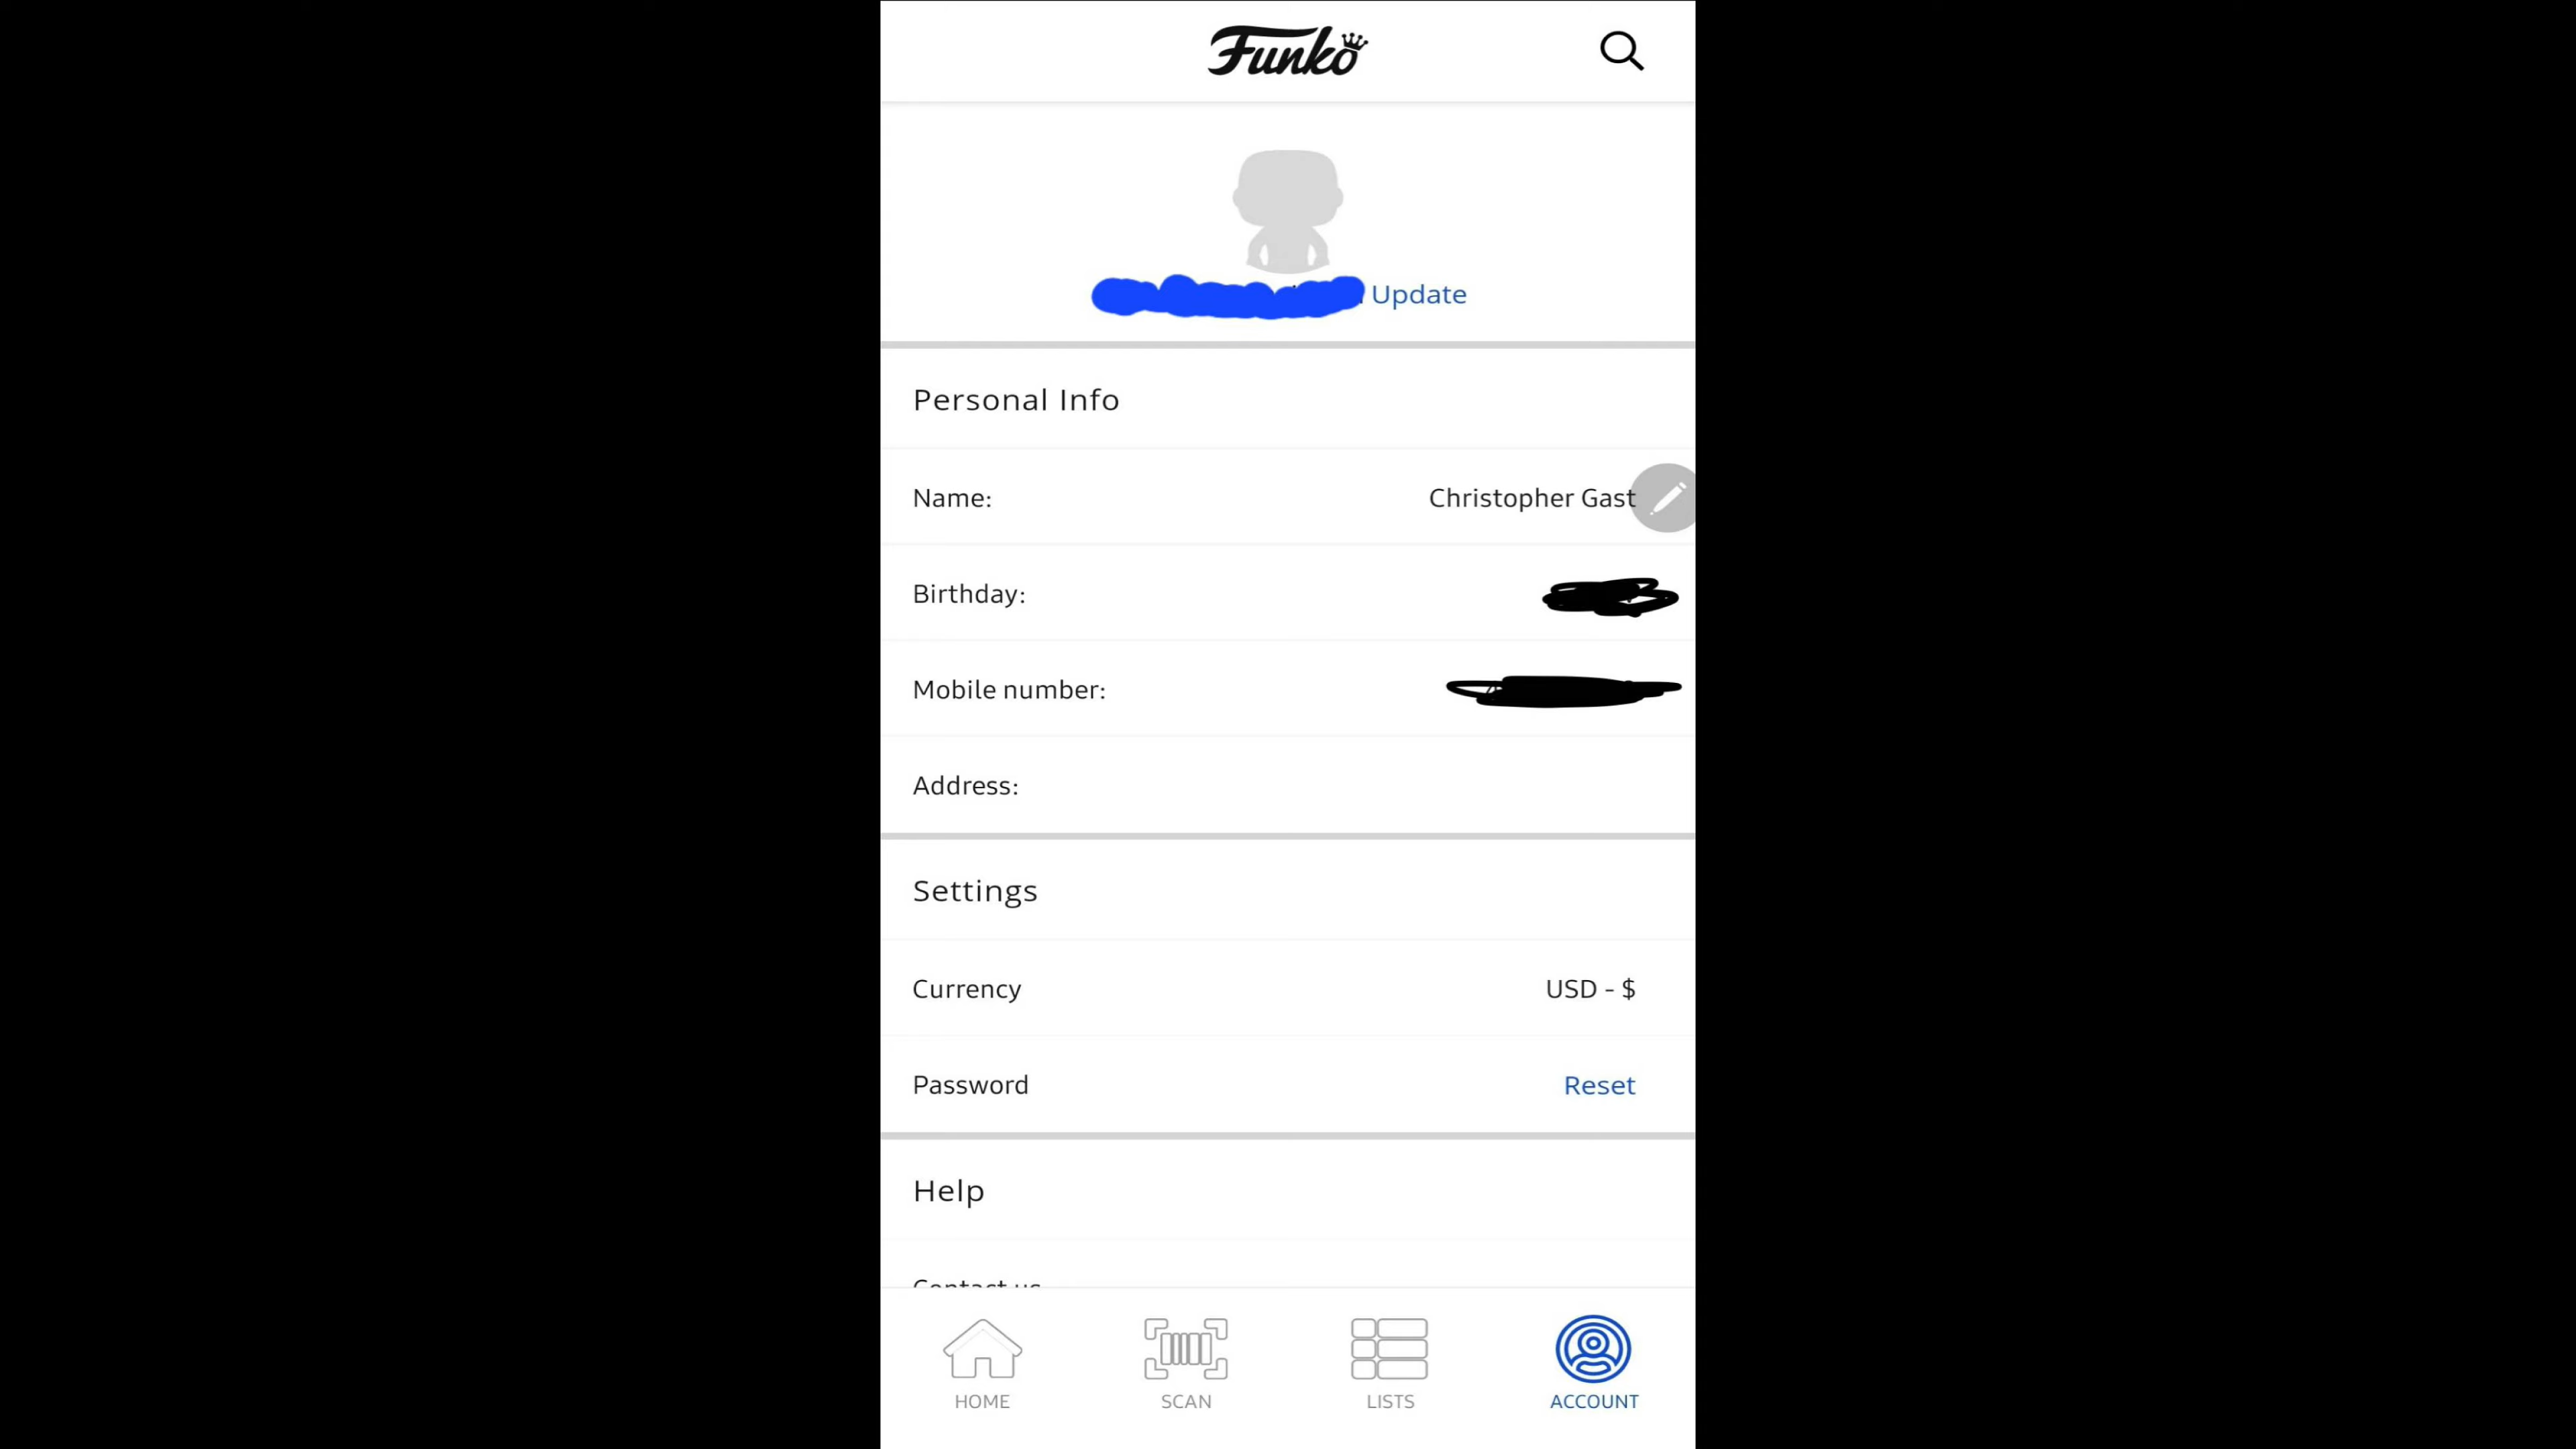 Funko
Update
Personal Info
Name: Christopher Gast
Birthday:
Mobile number:
Address:
Settings
Currency USD - $
Password Reset
Help
Contact us
HOME SCAN LISTS ACCOUNT